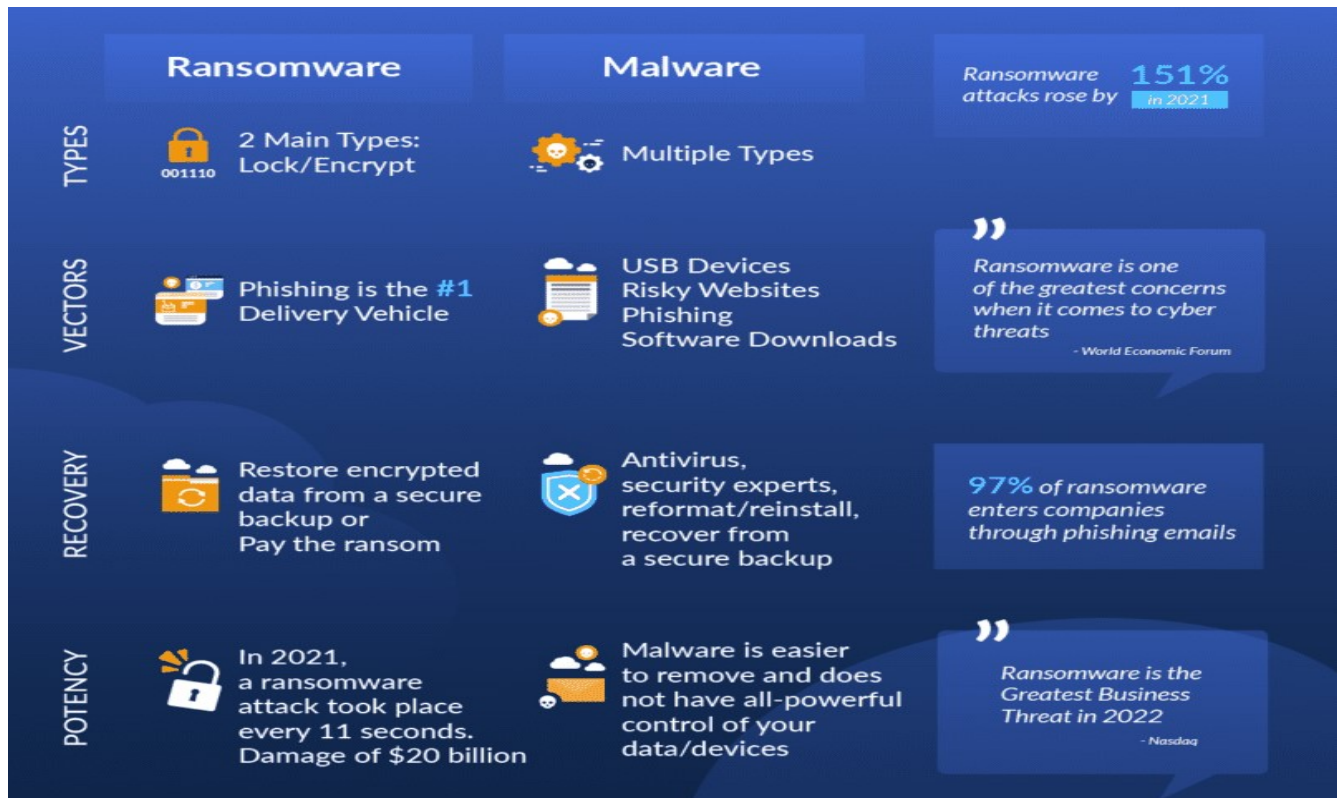 Ransomware
Malware
Ransomware
attacks rose by
151%
in 2021
TYPES
001110
2 Main Types:
Lock/Encrypt
Multiple Types
VECTORS
Phishing is the #1
Delivery Vehicle
USB Devices
Risky Websites
Phishing
Software Downloads
Ransomware is one
of the greatest concerns
when it comes to cyber
threats
- World Economic Forum
RECOVERY
Restore encrypted
data from a secure
backup or
Pay the ransom
Antivirus,
security experts,
reformat/reinstall,
recover from
a secure backup
97% of ransomware
enters companies
through phishing emails
POTENCY
In 2021,
a ransomware
attack took place
every 11 seconds.
Damage of $20 billion
Malware is easier
to remove and does
not have all-powerful
control of your
data/devices
Ransomware is the
Greatest Business
Threat in 2022
- Nasdaq